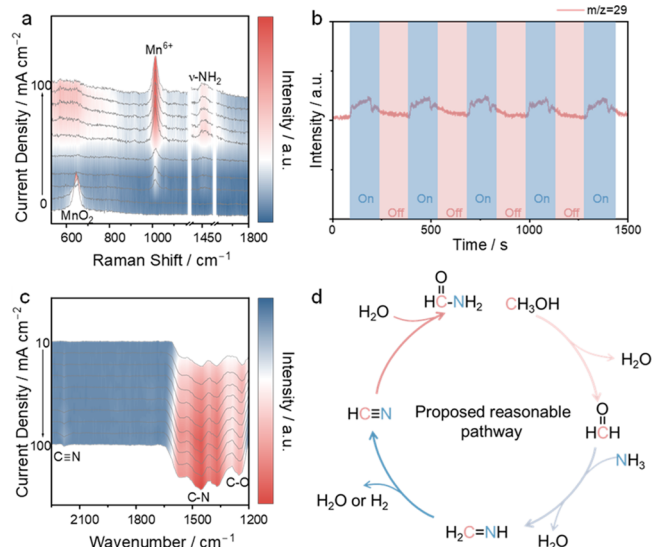 a
Current Density / mA cm⁻²
100
0
Mn⁶⁺
ν-NH₂
MnO₂
600
1000
1450
1800
Raman Shift / cm⁻¹
Intensity / a.u.
b
m/z=29
Intensity / a.u.
On
Off
On
Off
On
Off
On
Off
On
0
500
1000
1500
Time / s
c
Current Density / mA cm⁻²
10
100
C≡N
C-N
C-O
2100
1800
1500
1200
Wavenumber / cm⁻¹
Intensity / a.u.
d
O
HC-NH₂
CH₃OH
H₂O
H₂O
O
HCH
NH₃
H₂O
H₂C=NH
H₂O or H₂
HC≡N
Proposed reasonable
pathway